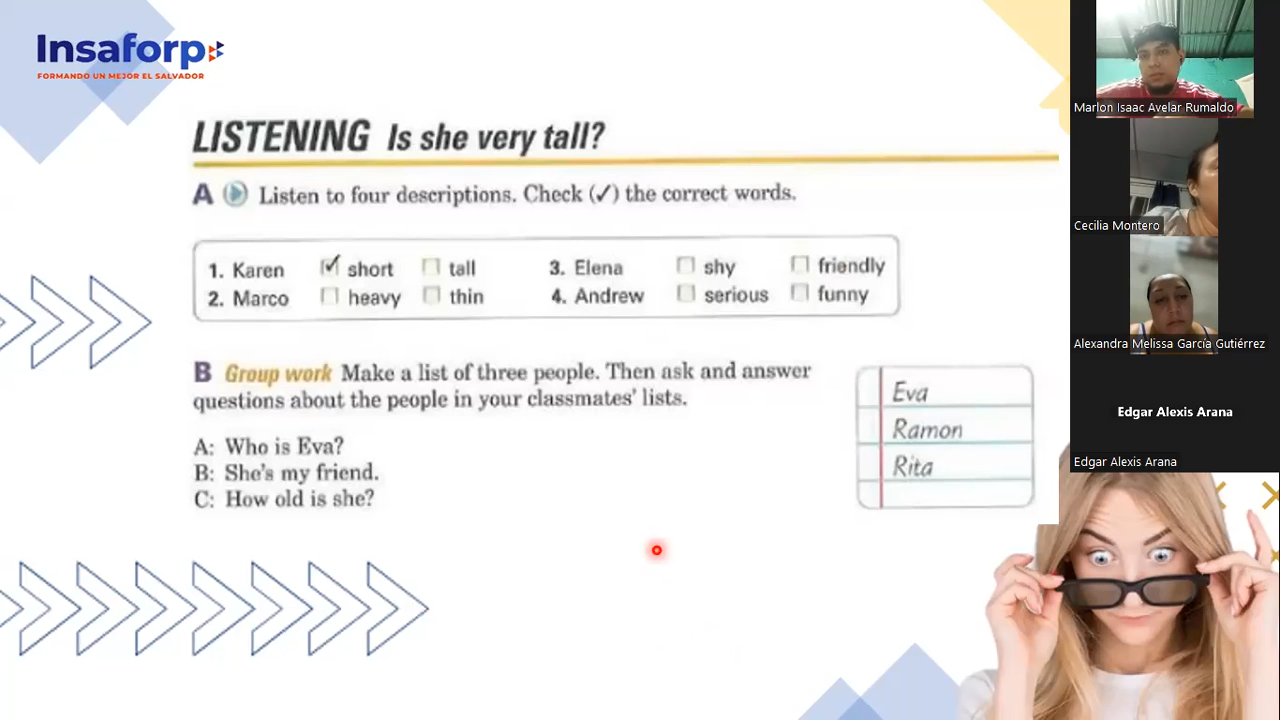 Insaforp
FORMANDO UN MEJOR EL SALVADOR
LISTENING Is she very tall?
A Listen to four descriptions. Check (✓) the correct words.
1. Karen ✓ short tall 3. Elena shy friendly
2. Marco heavy thin 4. Andrew serious funny
B Group work Make a list of three people. Then ask and answer
questions about the people in your classmates' lists.
A: Who is Eva?
B: She's my friend.
C: How old is she?
Eva
Ramon
Rita
Marlon Isaac Avelar Rumaldo
Cecilia Montero
Alexandra Melissa García Gutiérrez
Edgar Alexis Arana
Edgar Alexis Arana